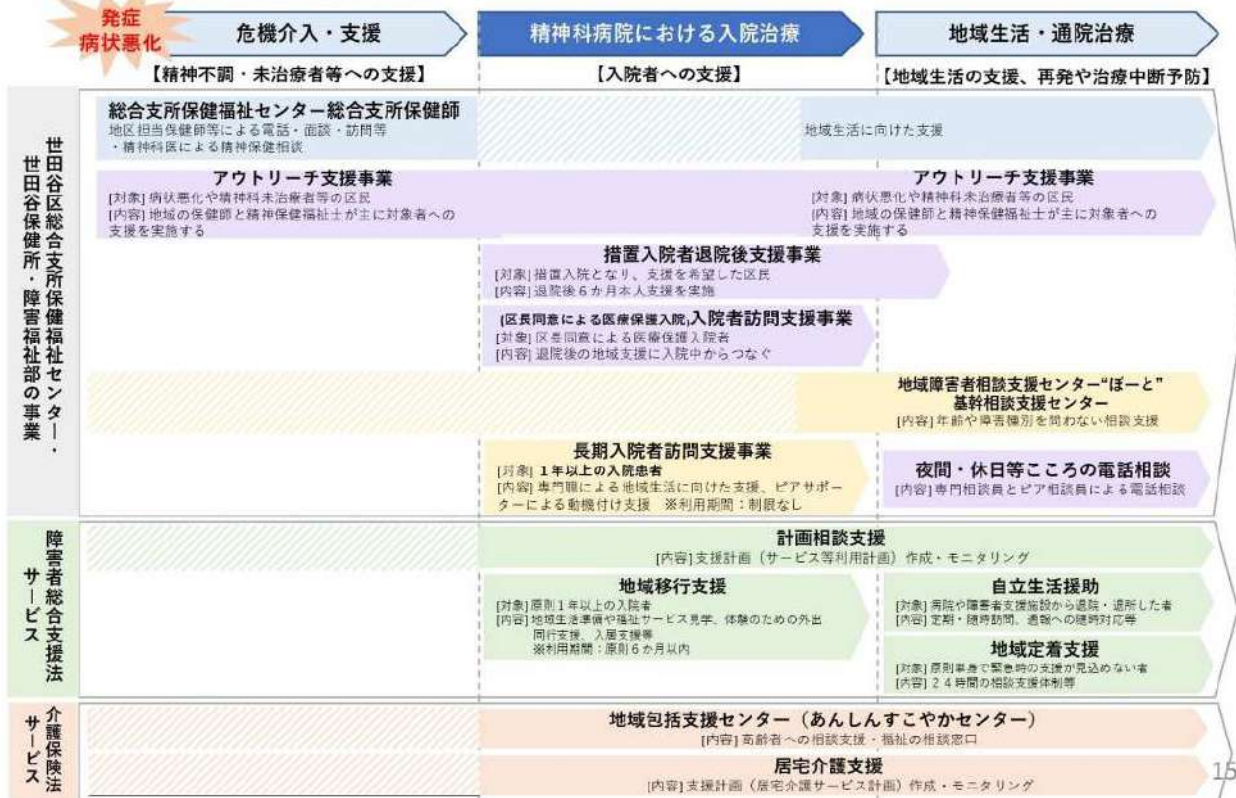 発症
病状悪化
危機介入・支援
精神科病院における入院治療
地域生活・通院治療
【精神不調・未治療者等への支援】
【入院者への支援】
【地域生活の支援、再発や治療中断予防】
世田谷区総合支所保健福祉センター・
世田谷保健所・障害福祉部の事業
総合支所保健福祉センター総合支所保健師
地区担当保健師等による電話・面談・訪問等
・精神科医による精神保健相談
地域生活に向けた支援
アウトリーチ支援事業
[対象] 病状悪化や精神科未治療者等の区民
[内容] 地域の保健師と精神保健福祉士が主に対象者への
支援を実施する
アウトリーチ支援事業
[対象] 病状悪化や精神科未治療者等の区民
[内容] 地域の保健師と精神保健福祉士が主に対象者への
支援を実施する
措置入院者退院後支援事業
[対象] 措置入院となり、支援を希望した区民
[内容] 退院後6か月本人支援を実施
(区長同意による医療保護入院)入院者訪問支援事業
[対象] 区長同意による医療保護入院者
[内容] 退院後の地域支援に入院中からつなぐ
地域障害者相談支援センター“ぽーと”
基幹相談支援センター
[内容] 年齢や障害種別を問わない相談支援
長期入院者訪問支援事業
[対象] 1年以上の入院患者
[内容] 専門職による地域生活に向けた支援、ピアサポー
ターによる動機付け支援 ※利用期間：制限なし
夜間・休日等こころの電話相談
[内容] 専門相談員とピア相談員による電話相談
障害者総合支援法
サービス
計画相談支援
[内容] 支援計画（サービス等利用計画）作成・モニタリング
地域移行支援
[対象] 原則1年以上の入院者
[内容] 地域生活準備や福祉サービス見学、体験のための外出
同行支援、入居支援等
※利用期間：原則6か月以内
自立生活援助
[対象] 病院や障害者支援施設から退院・退所した者
[内容] 定期・随時訪問、通報への随時対応等
地域定着支援
[対象] 原則単身で緊急時の支援が見込めない者
[内容] 24時間の相談支援体制等
介護保険法
サービス
地域包括支援センター（あんしんすこやかセンター）
[内容] 高齢者への相談支援・福祉の相談窓口
居宅介護支援
[内容] 支援計画（居宅介護サービス計画）作成・モニタリング
15